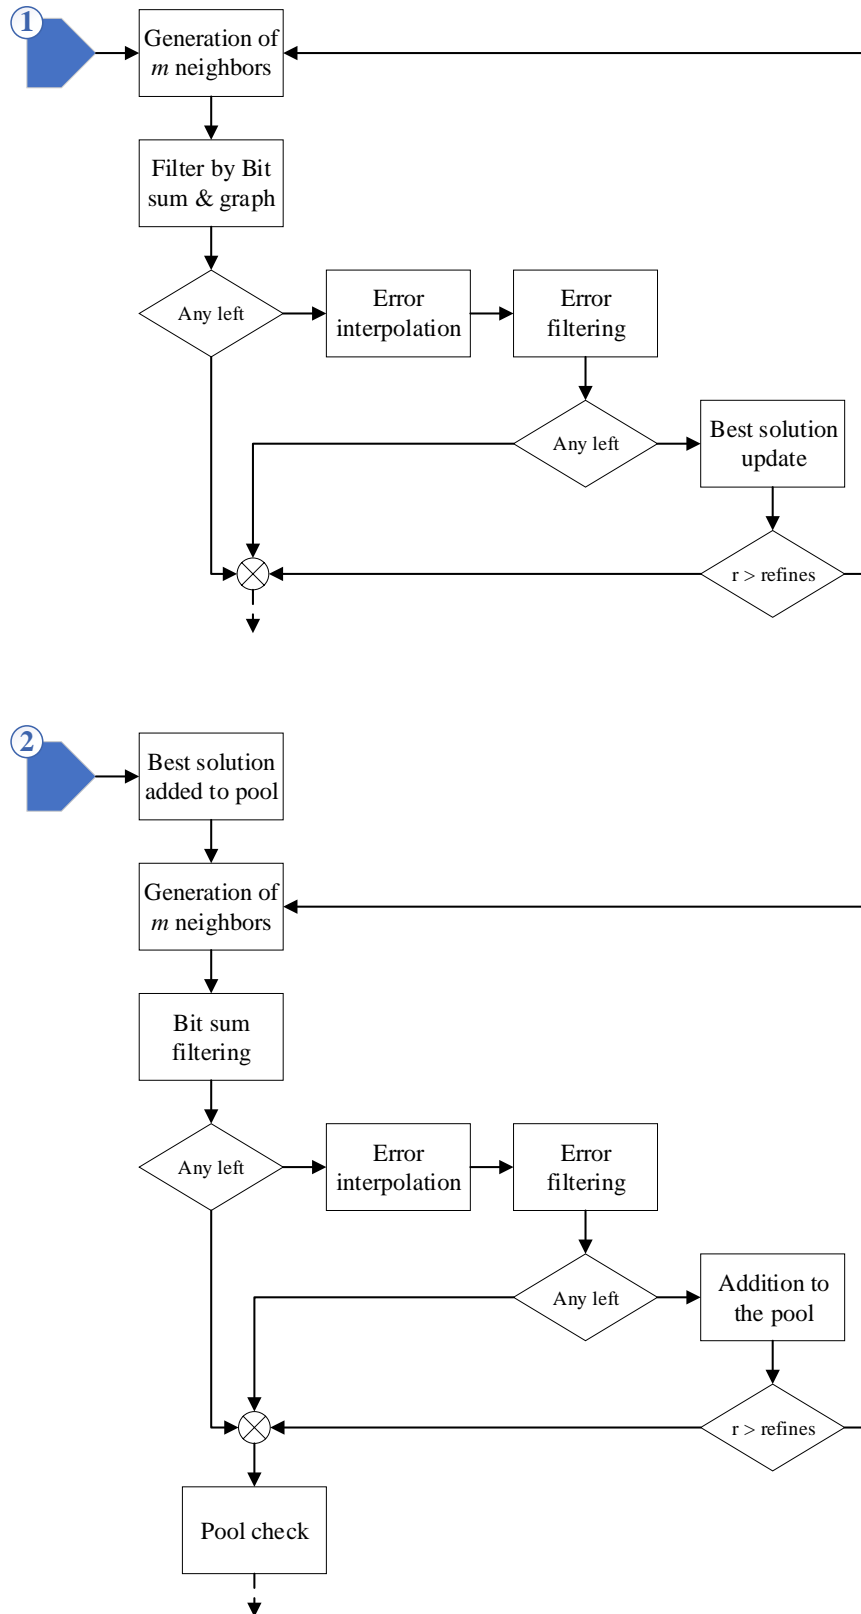 1
Generation of
m neighbors
Filter by Bit
sum & graph
Any left
Error
interpolation
Error
filtering
Any left
Best solution
update
r > refines
2
Best solution
added to pool
Generation of
m neighbors
Bit sum
filtering
Any left
Error
interpolation
Error
filtering
Any left
Addition to
the pool
r > refines
Pool check